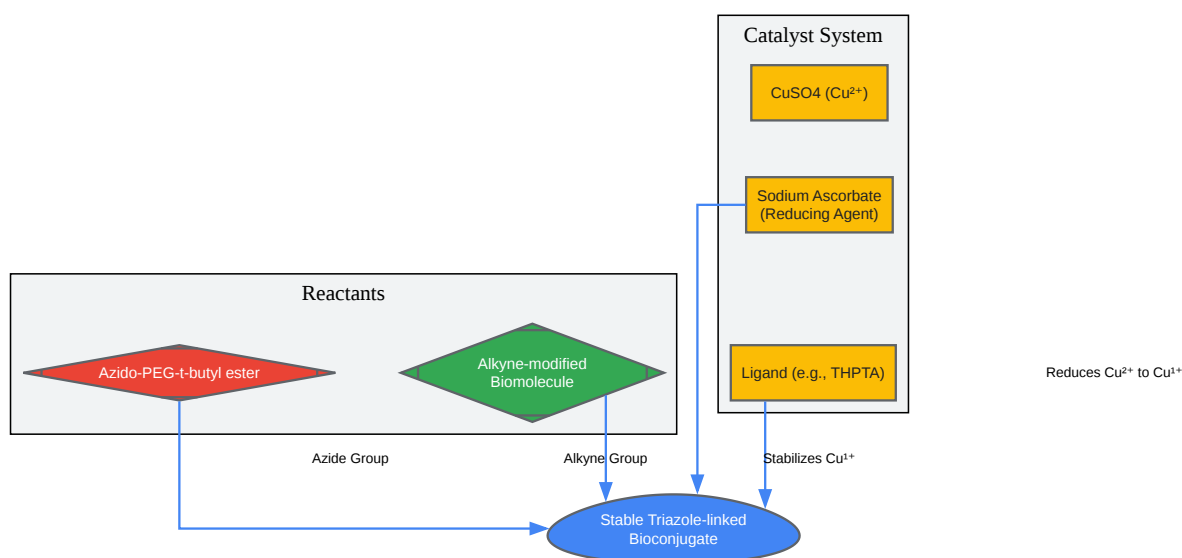 Catalyst System
CuSO4 (Cu²⁺)
Sodium Ascorbate
(Reducing Agent)
Reactants
Azido-PEG-t-butyl ester
Alkyne-modified
Biomolecule
Ligand (e.g., THPTA)
Reduces Cu²⁺ to Cu¹⁺
Azide Group
Alkyne Group
Stabilizes Cu¹⁺
Stable Triazole-linked
Bioconjugate